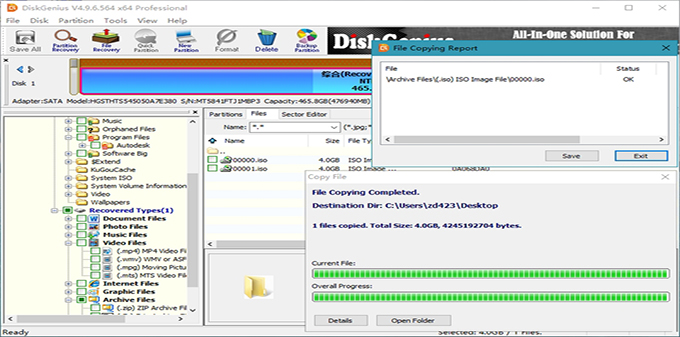 DiskGenius V4.9.6.564 x64 Professional
File Disk Partition Tools View Help
Save All
Partition Recovery
File Recovery
Quick Partition
New Partition
Format
Delete
Backup Partition
DiskGenius
All-In-One Solution For
Disk 1
综合(Recov
NT
465.
Adapter:SATA Model:HGSTHTS545050A7E380 S/N:MTS841FTJ1MBP3 Capacity:465.8GB(476940MB)
Music
Orphaned Files
Program Files
Autodesk
Software Big
$Extend
KuGouCache
System ISO
System Volume Information
Video
Wallpapers
Recovered Types(1)
Document Files
Photo Files
Music Files
Video Files
(.mp4) MP4 Video Fi
(.wmv) WMV or ASF
(.mpg) Moving Pictu
(.mts) MTS Video Fi
Internet Files
Graphic Files
Archive Files
(.zip) ZIP Archive
Partitions Files Sector Editor
Name: *.* (*.jpg;*
Name Size File
..
00000.iso 4.0GB ISO Image
00001.iso 4.0GB ISO Ima...
File Copying Report
File Status
\Archive Files\(.iso) ISO Image File\00000.iso OK
Save Exit
Copy File
File Copying Completed.
Destination Dir: C:\Users\zd423\Desktop
1 files copied. Total Size: 4.0GB, 4245192704 bytes.
Current File:
Overall Progress:
Details Open Folder
Ready
Selected: 4.0GB / 1 Files.